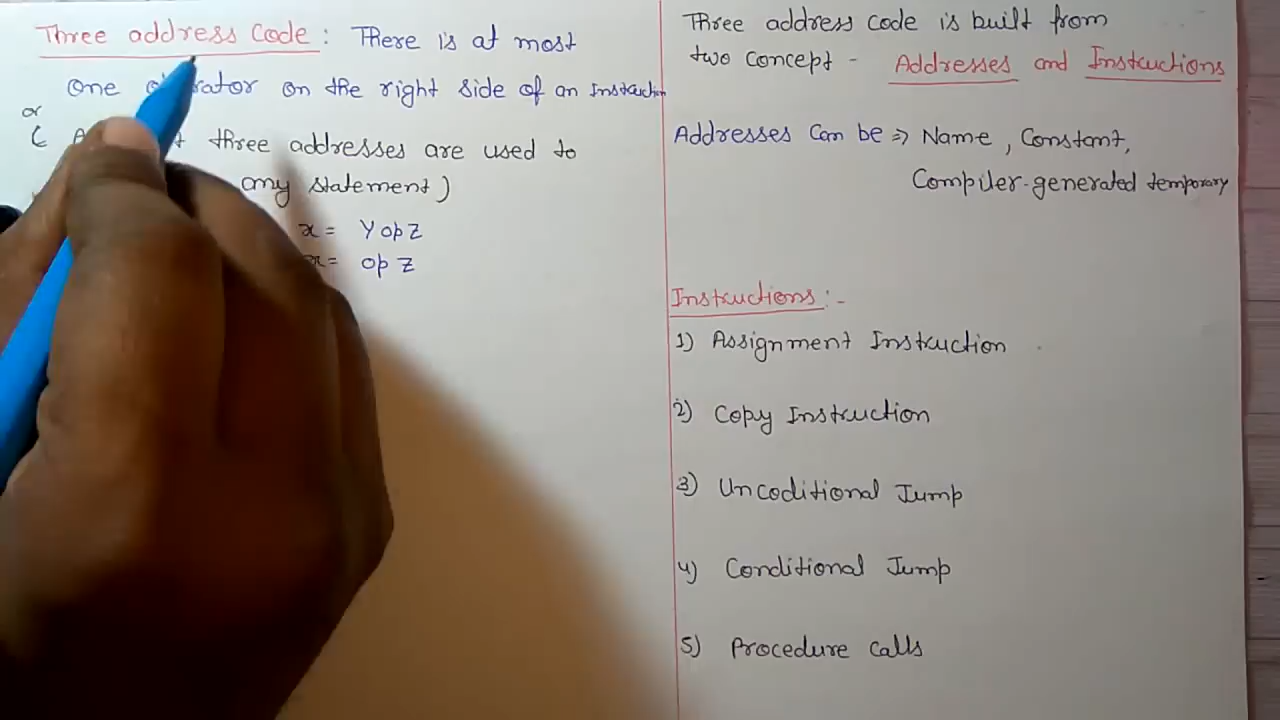 Three address Code : There is at most
one on the right side of an Instruction
or
( three addresses are used to
any statement)
x = Y op Z
x = op Z
Three address code is built from
two concept - Addresses and Instructions
Addresses Can be => Name, Constant,
Compiler-generated temporary
Instructions :-
1) Assignment Instruction
2) Copy Instruction
3) Uncoditional Jump
4) Conditional Jump
5) Procedure Calls